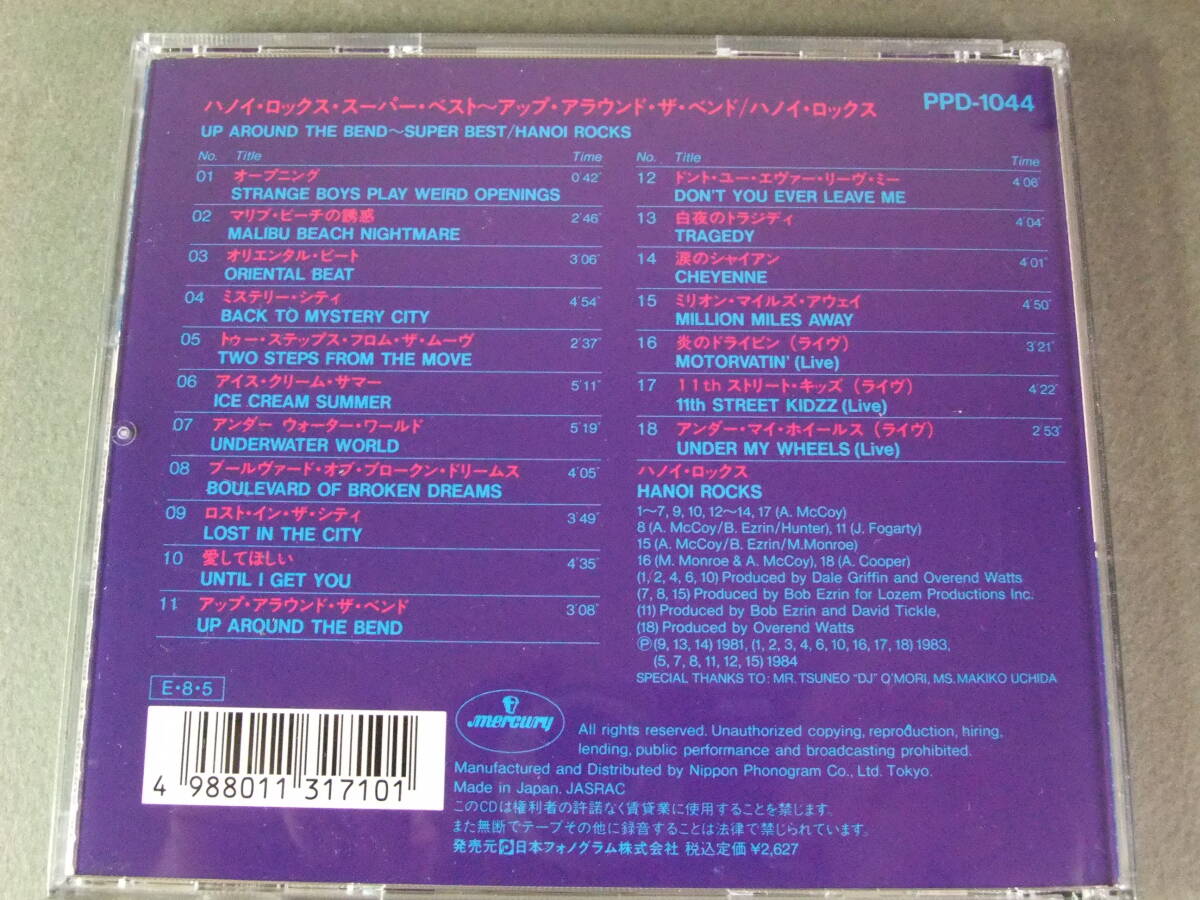 ハノイ・ロックス・スーパー・ベスト〜アップ・アラウンド・ザ・ベンド/ハノイ・ロックス
PPD-1044
UP AROUND THE BEND〜SUPER BEST/HANOI ROCKS
No. Title Time
01 オープニング 0'42"
STRANGE BOYS PLAY WEIRD OPENINGS
02 マリブ・ビーチの誘惑 2'46"
MALIBU BEACH NIGHTMARE
03 オリエンタル・ビート 3'06"
ORIENTAL BEAT
04 ミステリー・シティ 4'54"
BACK TO MYSTERY CITY
05 トゥー・ステップス・フロム・ザ・ムーヴ 2'37"
TWO STEPS FROM THE MOVE
06 アイス・クリーム・サマー 5'11"
ICE CREAM SUMMER
07 アンダー ウォーター・ワールド 5'19"
UNDERWATER WORLD
08 ブールヴァード・オブ・ブロークン・ドリームス 4'05"
BOULEVARD OF BROKEN DREAMS
09 ロスト・イン・ザ・シティ 3'49"
LOST IN THE CITY
10 愛してほしい 4'35"
UNTIL I GET YOU
11 アップ・アラウンド・ザ・ベンド 3'08"
UP AROUND THE BEND
No. Title Time
12 ドント・ユー・エヴァー・リーヴ・ミー 4'06"
DON'T YOU EVER LEAVE ME
13 白夜のトラジディ 4'04"
TRAGEDY
14 涙のシャイアン 4'01"
CHEYENNE
15 ミリオン・マイルズ・アウェイ 4'50"
MILLION MILES AWAY
16 炎のドライビン（ライヴ） 3'21"
MOTORVATIN' (Live)
17 11th ストリート・キッズ（ライヴ） 4'22"
11th STREET KIDZZ (Live)
18 アンダー・マイ・ホイールス（ライヴ） 2'53"
UNDER MY WHEELS (Live)
ハノイ・ロックス
HANOI ROCKS
1〜7, 9, 10, 12〜14, 17 (A. McCoy)
8 (A. McCoy/B. Ezrin/Hunter), 11 (J. Fogarty)
15 (A. McCoy/B. Ezrin/M.Monroe)
16 (M. Monroe & A. McCoy), 18 (A. Cooper)
(1, 2, 4, 6, 10) Produced by Dale Griffin and Overend Watts
(7, 8, 15) Produced by Bob Ezrin for Lozem Productions Inc.
(11) Produced by Bob Ezrin and David Tickle,
(18) Produced by Overend Watts
Ⓟ (9, 13, 14) 1981, (1, 2, 3, 4, 6, 10, 16, 17, 18) 1983,
(5, 7, 8, 11, 12, 15) 1984
SPECIAL THANKS TO: MR. TSUNEO "DJ" O'MORI, MS. MAKIKO UCHIDA
E・8・5
4 988011 317101
mercury
All rights reserved. Unauthorized copying, reproduction, hiring,
lending, public performance and broadcasting prohibited.
Manufactured and Distributed by Nippon Phonogram Co., Ltd. Tokyo.
Made in Japan. JASRAC
このCDは権利者の許諾なく賃貸業に使用することを禁じます。
また無断でテープその他に録音することは法律で禁じられています。
発売元 日本フォノグラム株式会社 税込定価 ¥2,627